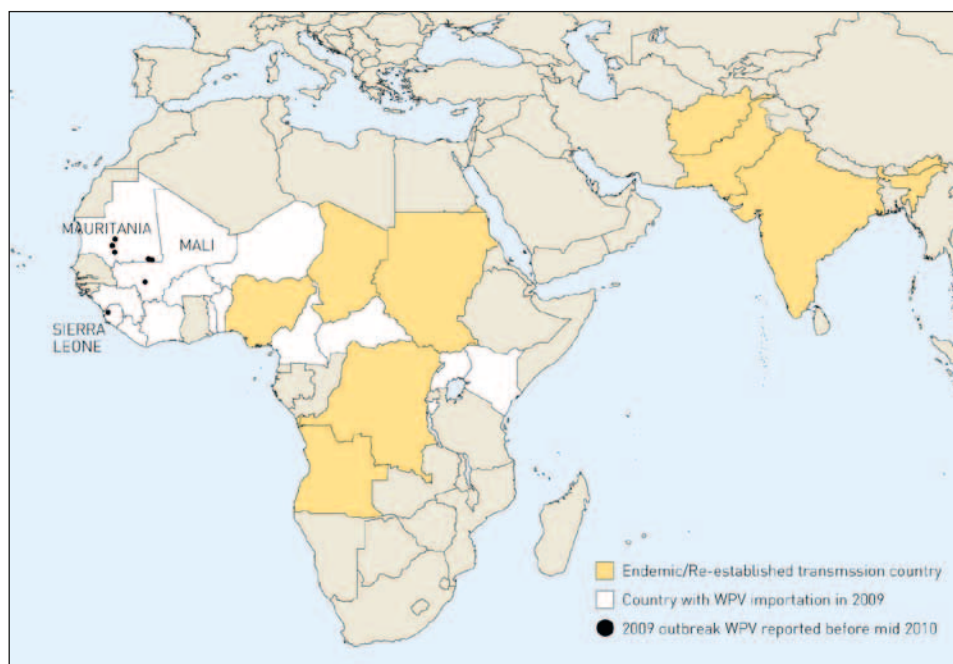 MAURITANIA
MALI
SIERRA
LEONE
Endemic/Re-established transmssion country
Country with WPV importation in 2009
2009 outbreak WPV reported before mid 2010